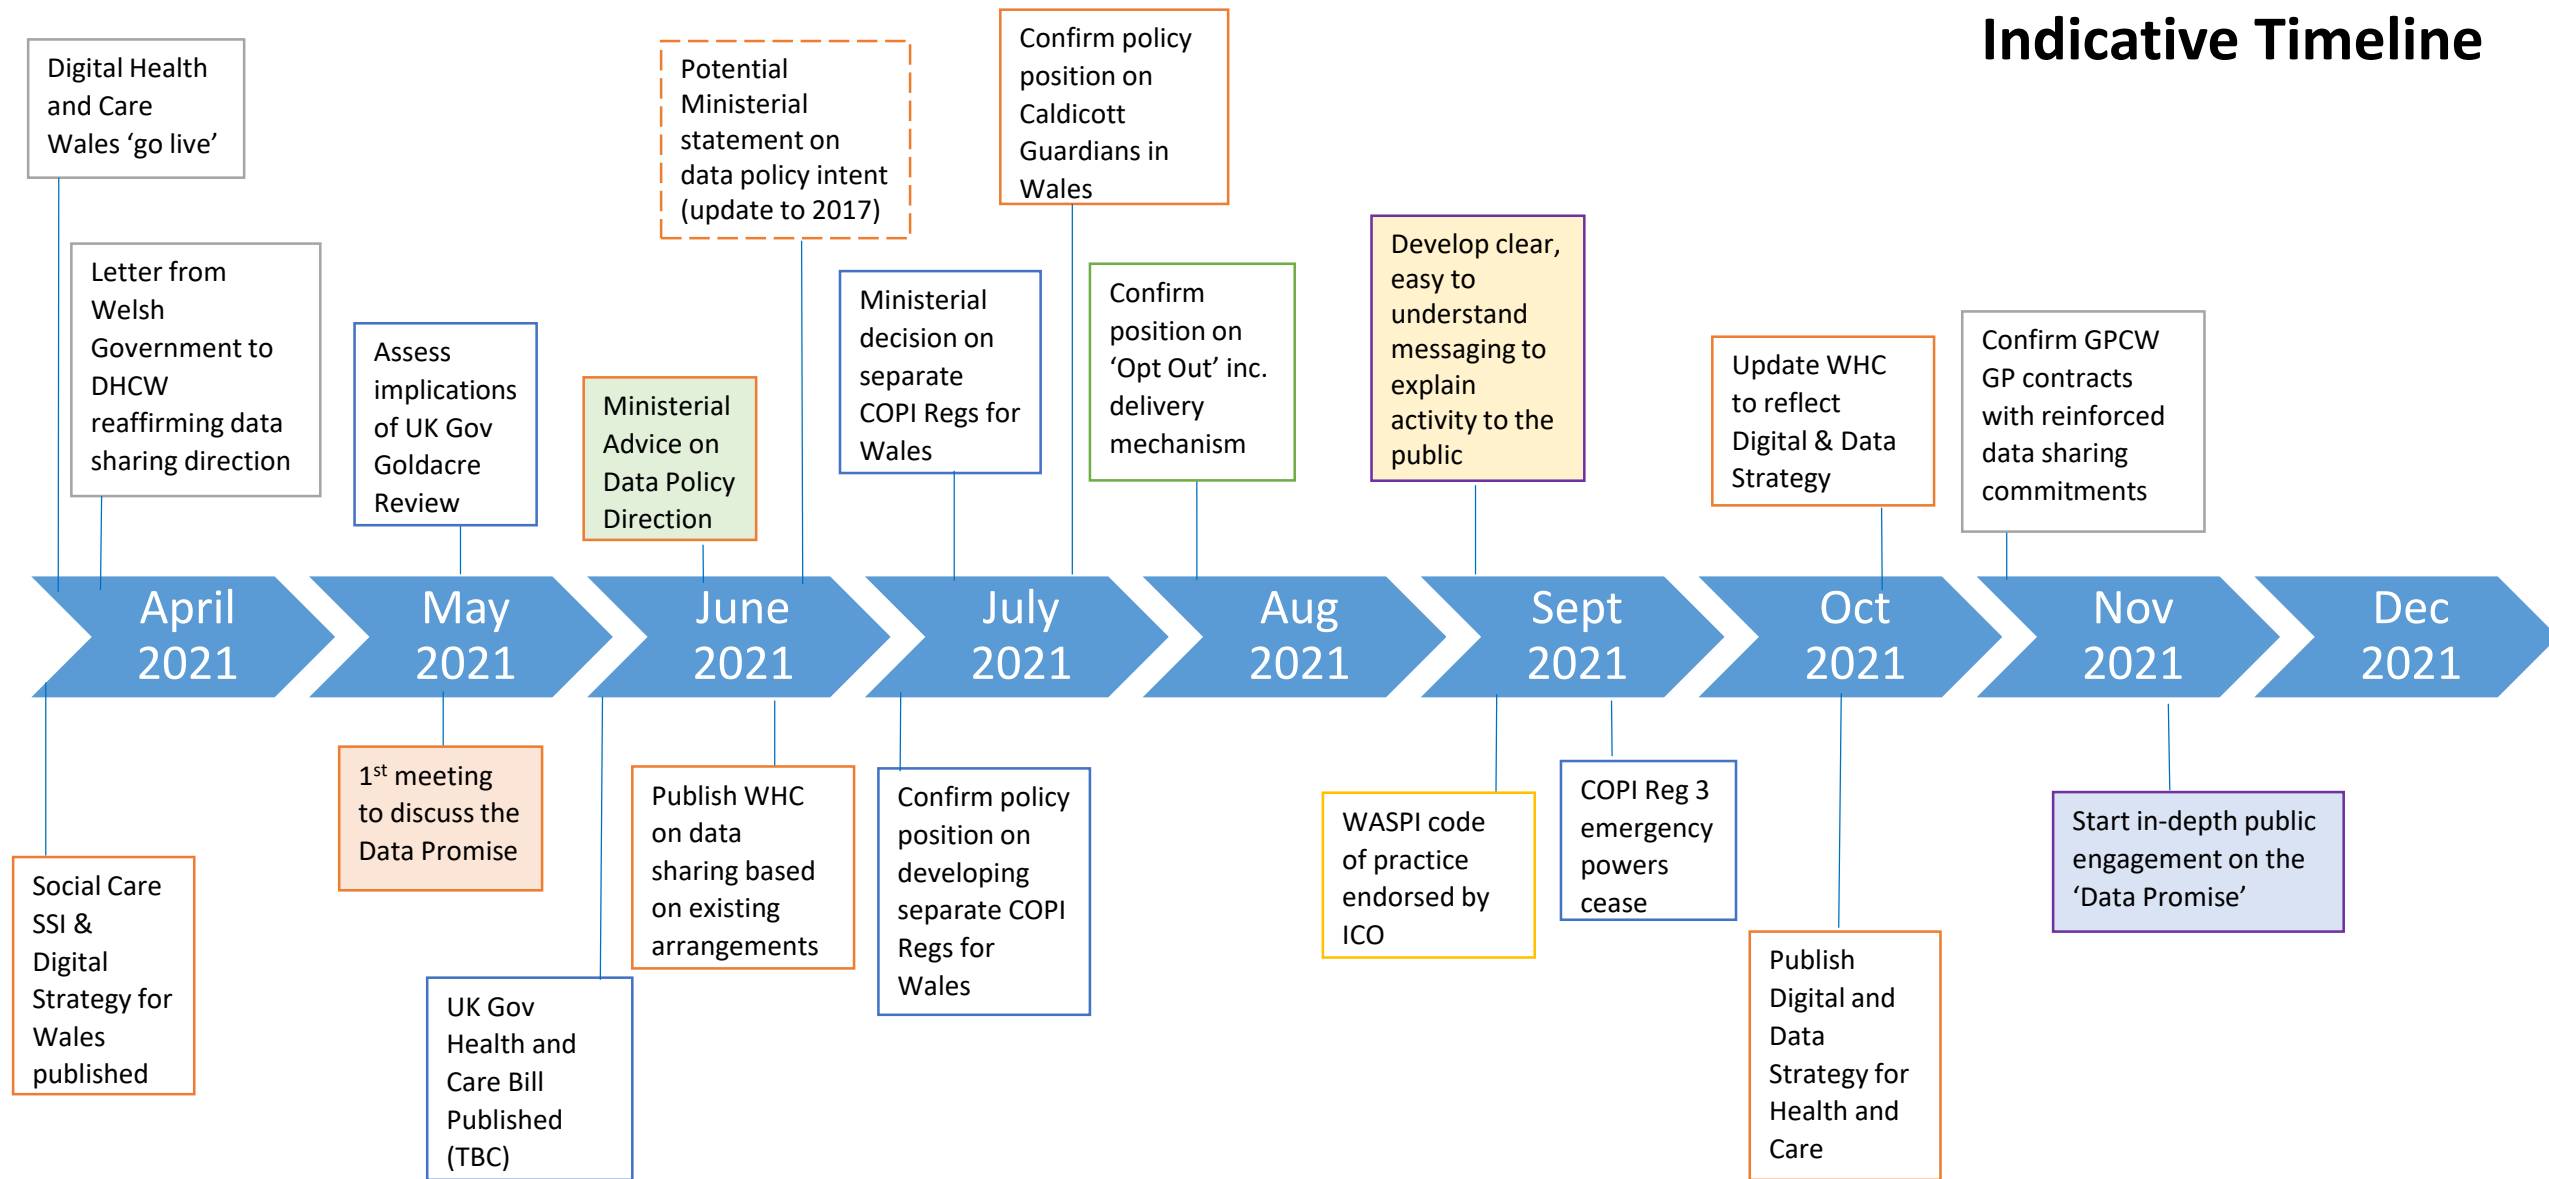 Indicative Timeline
Digital Health
and Care
Wales ‘go live’
Letter from
Welsh
Government to
DHCW
reaffirming data
sharing direction
Assess
implications
of UK Gov
Goldacre
Review
Ministerial
Advice on
Data Policy
Direction
Potential
Ministerial
statement on
data policy intent
(update to 2017)
Ministerial
decision on
separate
COPI Regs for
Wales
Confirm policy
position on
Caldicott
Guardians in
Wales
Confirm
position on
‘Opt Out’ inc.
delivery
mechanism
Develop clear,
easy to
understand
messaging to
explain
activity to the
public
Update WHC
to reflect
Digital & Data
Strategy
Confirm GPCW
GP contracts
with reinforced
data sharing
commitments
April
2021
May
2021
June
2021
July
2021
Aug
2021
Sept
2021
Oct
2021
Nov
2021
Dec
2021
Social Care
SSI &
Digital
Strategy for
Wales
published
1st meeting
to discuss the
Data Promise
UK Gov
Health and
Care Bill
Published
(TBC)
Publish WHC
on data
sharing based
on existing
arrangements
Confirm policy
position on
developing
separate COPI
Regs for
Wales
WASPI code
of practice
endorsed by
ICO
COPI Reg 3
emergency
powers
cease
Publish
Digital and
Data
Strategy for
Health and
Care
Start in-depth public
engagement on the
‘Data Promise’